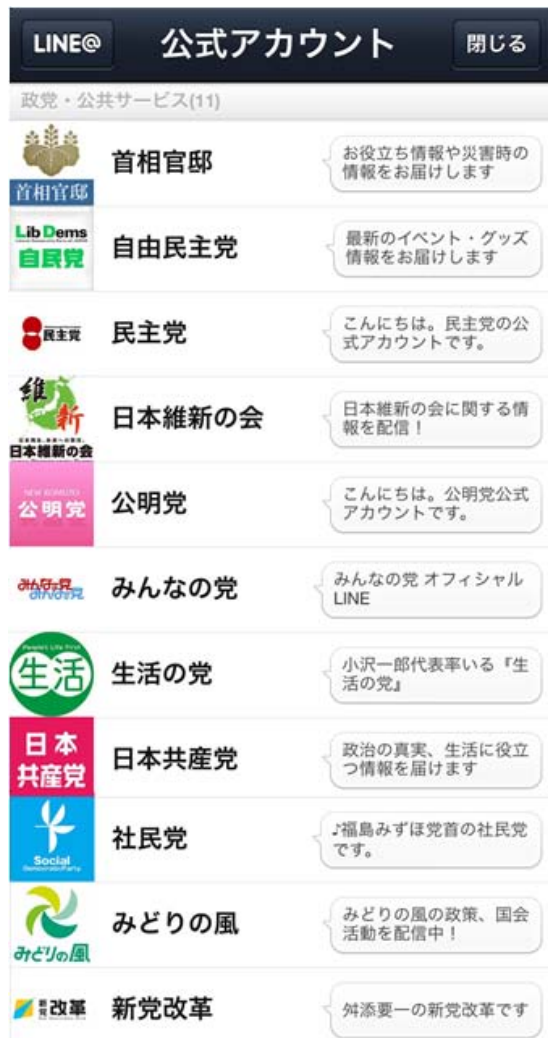 LINE@ 公式アカウント 閉じる
政党・公共サービス(11)
首相官邸
首相官邸
お役立ち情報や災害時の
情報をお届けします
Lib Dems
自民党
自由民主党
最新のイベント・グッズ
情報をお届けします
民主党
民主党
こんにちは。民主党の公
式アカウントです。
維新
日本維新の会
日本維新の会
日本維新の会に関する情
報を配信！
NEW KOMEITO
公明党
公明党
こんにちは。公明党公式
アカウントです。
みんなの党
みんなの党
みんなの党
みんなの党 オフィシャル
LINE
People's Life First
生活
生活の党
小沢一郎代表率いる『生
活の党』
日本
共産党
日本共産党
政治の真実、生活に役立
つ情報を届けます
Social
DemocraticParty
社民党
♪福島みずほ党首の社民党
です。
みどりの風
みどりの風
みどりの風の政策、国会
活動を配信中！
新党改革
新党改革
舛添要一の新党改革です